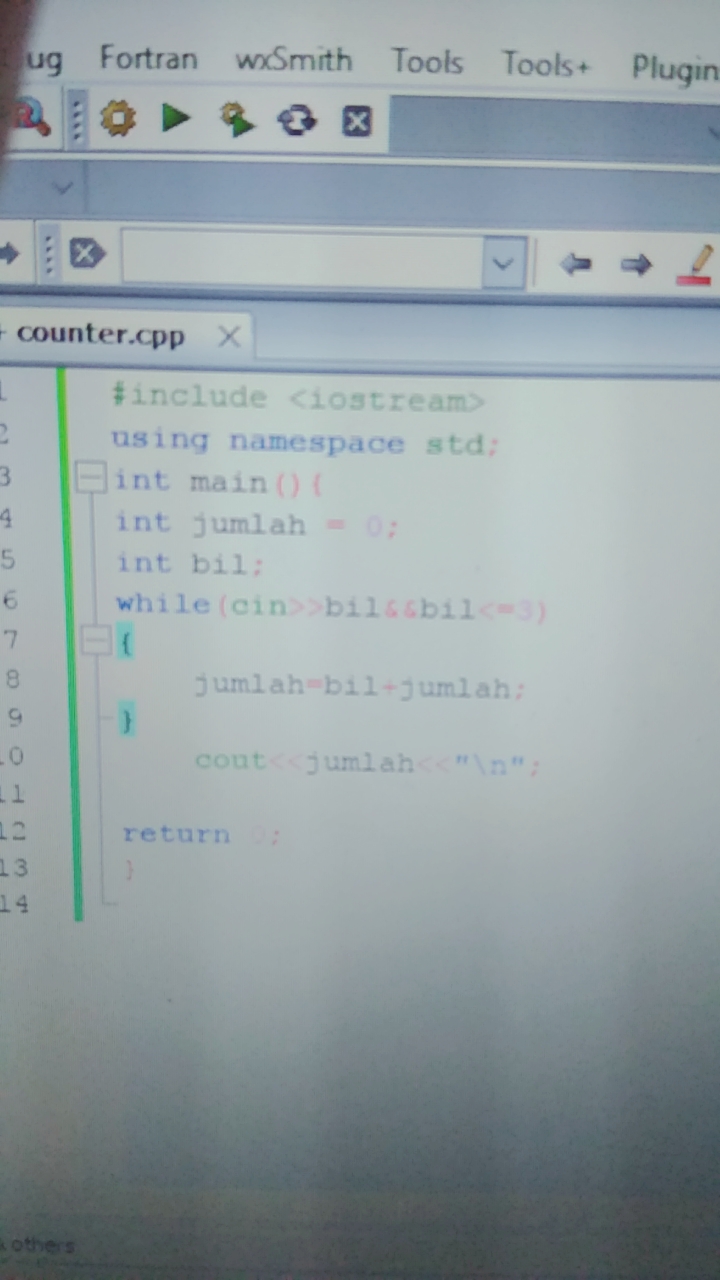 ug Fortran wxSmith Tools Tools+ Plugin
counter.cpp
1 #include <iostream>
2 using namespace std;
3 int main(){
4 int jumlah = 0;
5 int bil;
6 while(cin>>bil&&bil<=3)
7 {
8 jumlah=bil+jumlah;
9 }
10 cout<<jumlah<<"\n";
11
12 return 0;
13 }
14
& others